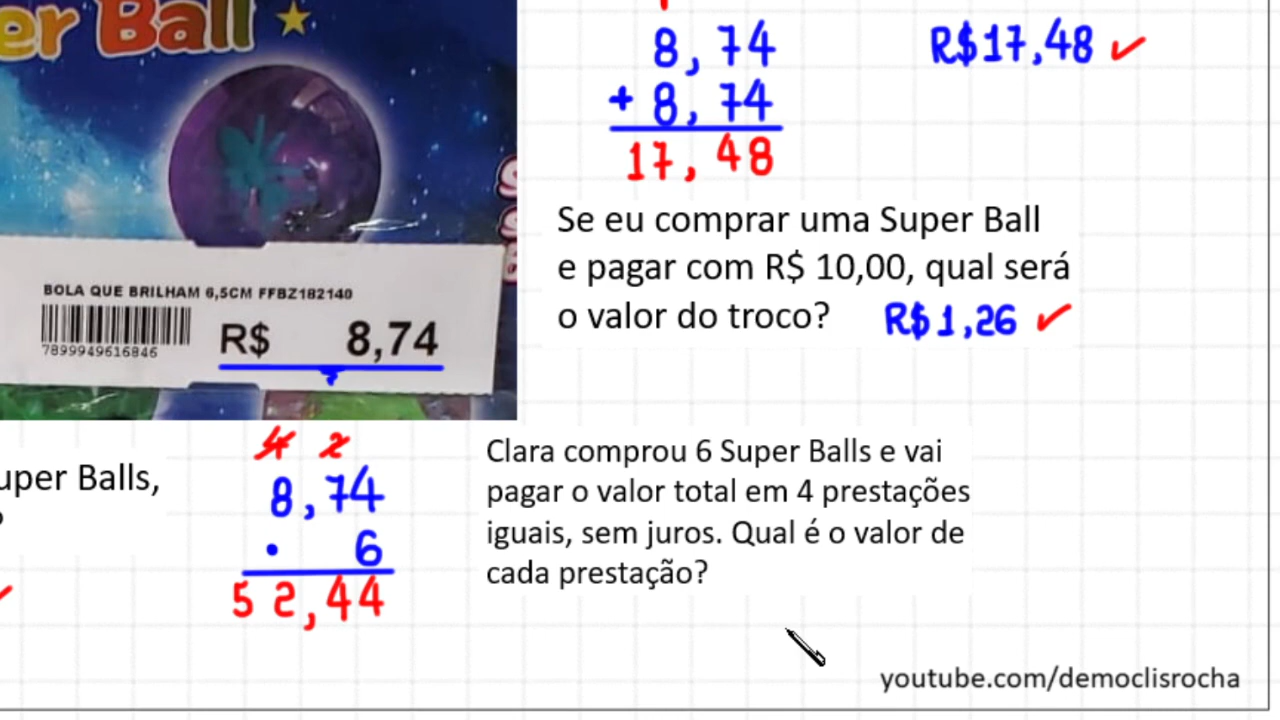 er Ball
BOLA QUE BRILHAM 6,5CM FFBZ182140
7899949616846
R$ 8,74
8,74
+ 8,74
17,48
R$17,48
Se eu comprar uma Super Ball
e pagar com R$ 10,00, qual será
o valor do troco? R$1,26
uper Balls,
4 2
8,74
· 6
52,44
Clara comprou 6 Super Balls e vai
pagar o valor total em 4 prestações
iguais, sem juros. Qual é o valor de
cada prestação?
youtube.com/democlisrocha